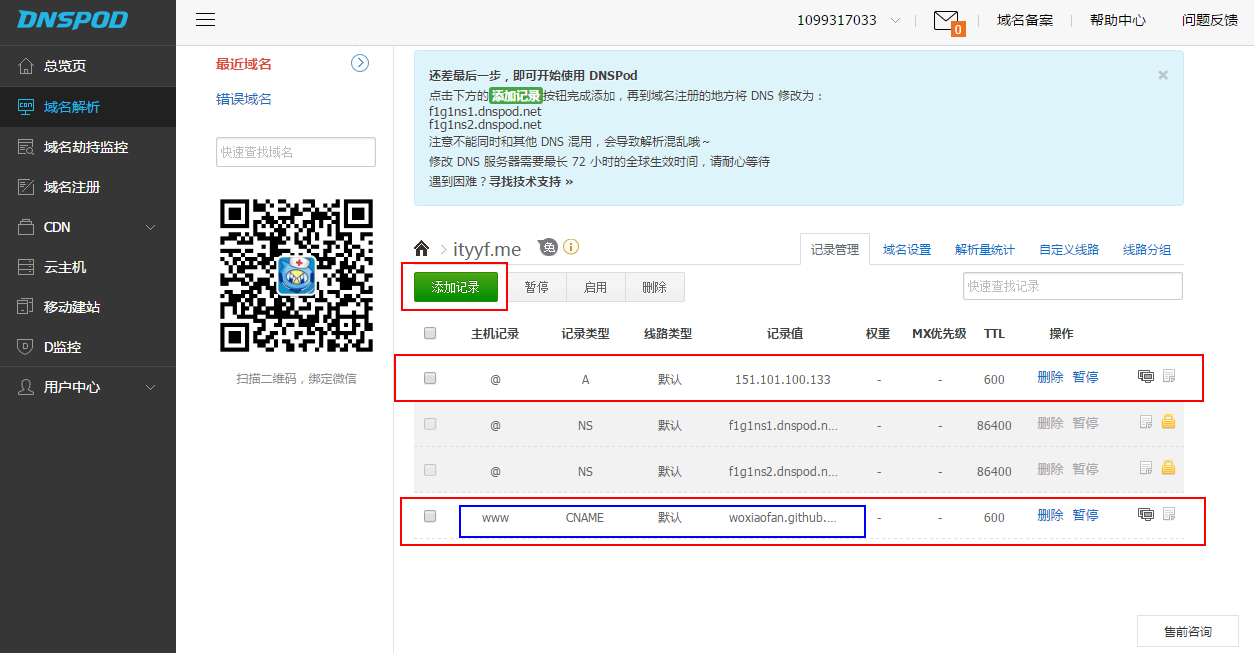 DNSPOD
1099317033
0
域名备案
帮助中心
问题反馈
总览页
域名解析
域名劫持监控
域名注册
CDN
云主机
移动建站
D监控
用户中心
最近域名
错误域名
快速查找域名
扫描二维码，绑定微信
还差最后一步，即可开始使用 DNSPod
点击下方的添加记录按钮完成添加，再到域名注册的地方将 DNS 修改为：
f1g1ns1.dnspod.net
f1g1ns2.dnspod.net
注意不能同时和其他 DNS 混用，会导致解析混乱哦～
修改 DNS 服务器需要最长 72 小时的全球生效时间，请耐心等待
遇到困难？寻找技术支持 »
ityyf.me 免
记录管理 域名设置 解析量统计 自定义线路 线路分组
添加记录 暂停 启用 删除 快速查找记录
主机记录 记录类型 线路类型 记录值 权重 MX优先级 TTL 操作
@ A 默认 151.101.100.133 - - 600 删除 暂停
@ NS 默认 f1g1ns1.dnspod.n... - - 86400 删除 暂停
@ NS 默认 f1g1ns2.dnspod.n... - - 86400 删除 暂停
www CNAME 默认 woxiaofan.github.... - - 600 删除 暂停
售前咨询